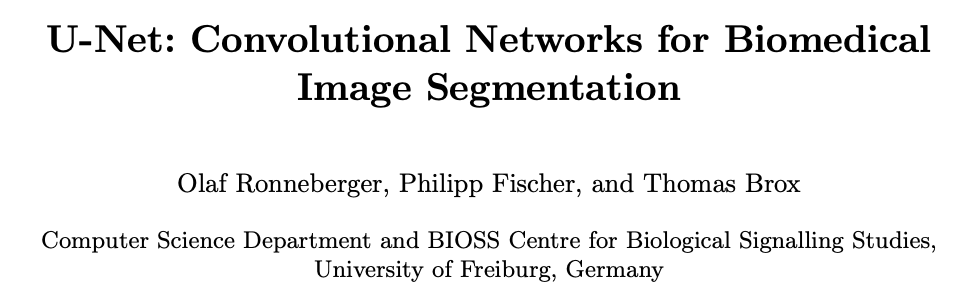 U-Net: Convolutional Networks for Biomedical
Image Segmentation
Olaf Ronneberger, Philipp Fischer, and Thomas Brox
Computer Science Department and BIOSS Centre for Biological Signalling Studies,
University of Freiburg, Germany